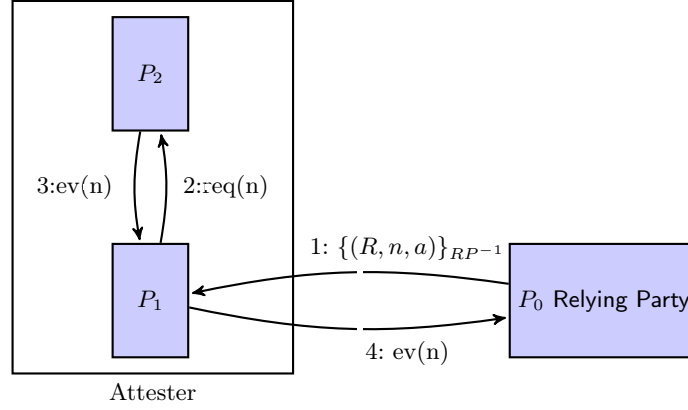 P₂
3:ev(n)
2:req(n)
1: {(R, n, a)}_{RP⁻¹}
P₁
P₀ Relying Party
4: ev(n)
Attester